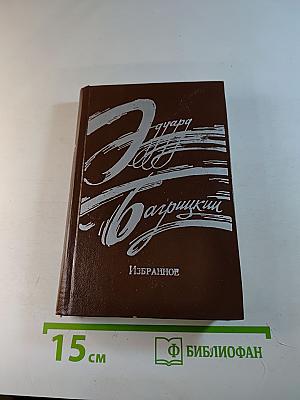 Эдуард
Багрицкий
ИЗБРАННОЕ
15 см
Ф БИБЛИОФАН